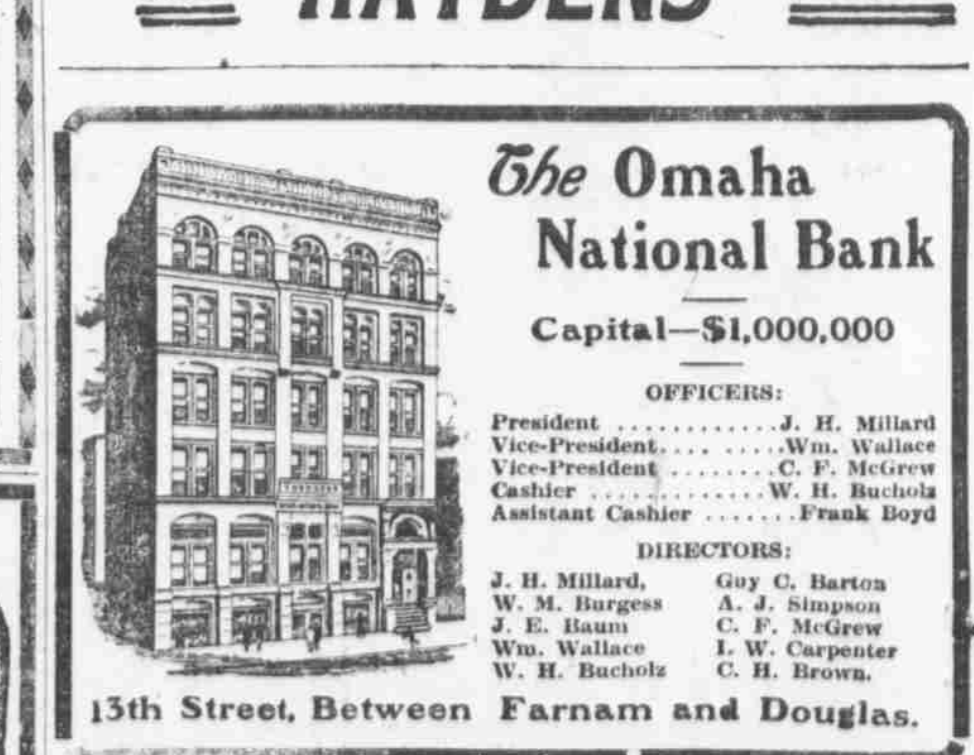 HAYDENS
The Omaha
National Bank
Capital—$1,000,000
OFFICERS:
President ............ J. H. Millard
Vice-President.... ..... Wm. Wallace
Vice-President ........ C. F. McGrew
Cashier ............. W. H. Bucholz
Assistant Cashier ....... Frank Boyd
DIRECTORS:
J. H. Millard,
W. M. Burgess
J. E. Baum
Wm. Wallace
W. H. Bucholz
Guy C. Barton
A. J. Simpson
C. F. McGrew
I. W. Carpenter
C. H. Brown.
13th Street, Between Farnam and Douglas.